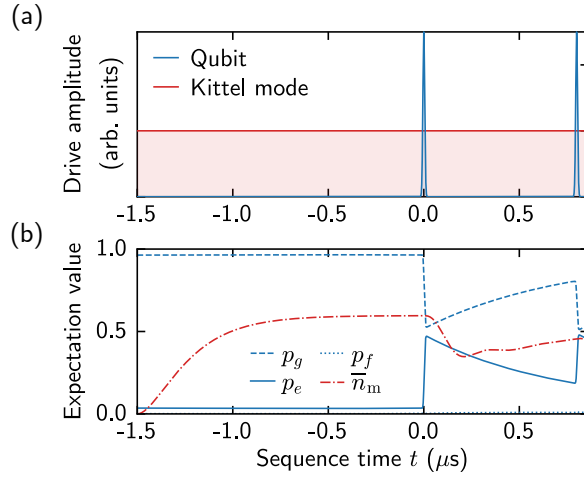 (a)
Drive amplitude
(arb. units)
Qubit
Kittel mode
-1.5 -1.0 -0.5 0.0 0.5
(b)
Expectation value
1.0
0.5
0.0
p_g p_f
p_e n̅_m
-1.5 -1.0 -0.5 0.0 0.5
Sequence time t (μs)